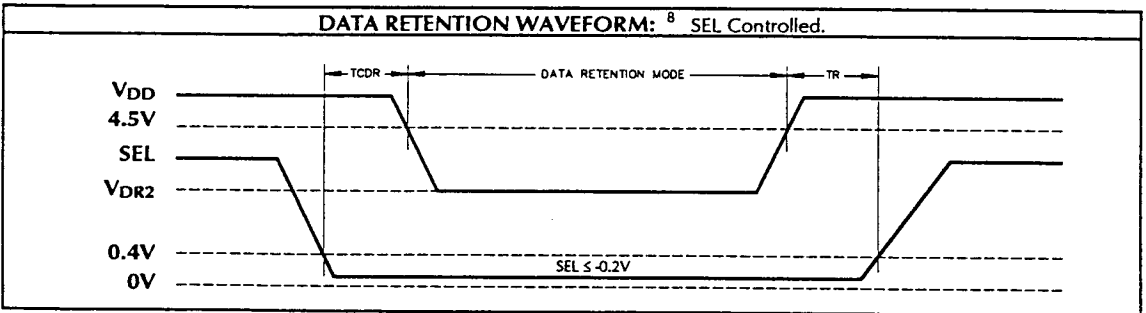 DATA RETENTION WAVEFORM: 8 SEL Controlled.
TCDR
DATA RETENTION MODE
TR
VDD
4.5V
SEL
VDR2
0.4V
SEL ≤ -0.2V
0V